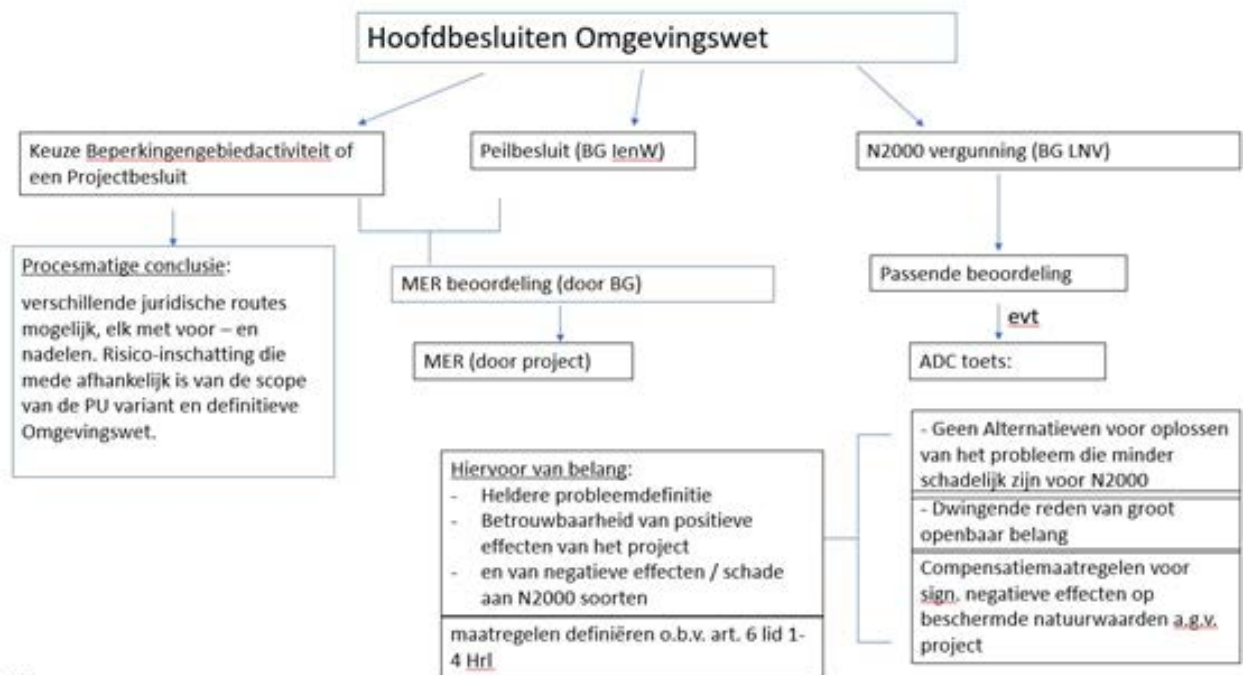 Hoofdbesluiten Omgevingswet
Keuze Beperkingengebiedactiviteit of
een Projectbesluit
Peilbesluit (BG IenW)
N2000 vergunning (BG LNV)
Procesmatige conclusie:
verschillende juridische routes
mogelijk, elk met voor – en
nadelen. Risico-inschatting die
mede afhankelijk is van de scope
van de PU variant en definitieve
Omgevingswet.
MER beoordeling (door BG)
MER (door project)
Passende beoordeling
evt
ADC toets:
Hiervoor van belang:
- Heldere probleemdefinitie
- Betrouwbaarheid van positieve
effecten van het project
- en van negatieve effecten / schade
aan N2000 soorten
maatregelen definiëren o.b.v. art. 6 lid 1-
4 Hrl
- Geen Alternatieven voor oplossen
van het probleem die minder
schadelijk zijn voor N2000
- Dwingende reden van groot
openbaar belang
Compensatiemaatregelen voor
sign. negatieve effecten op
beschermde natuurwaarden a.g.v.
project